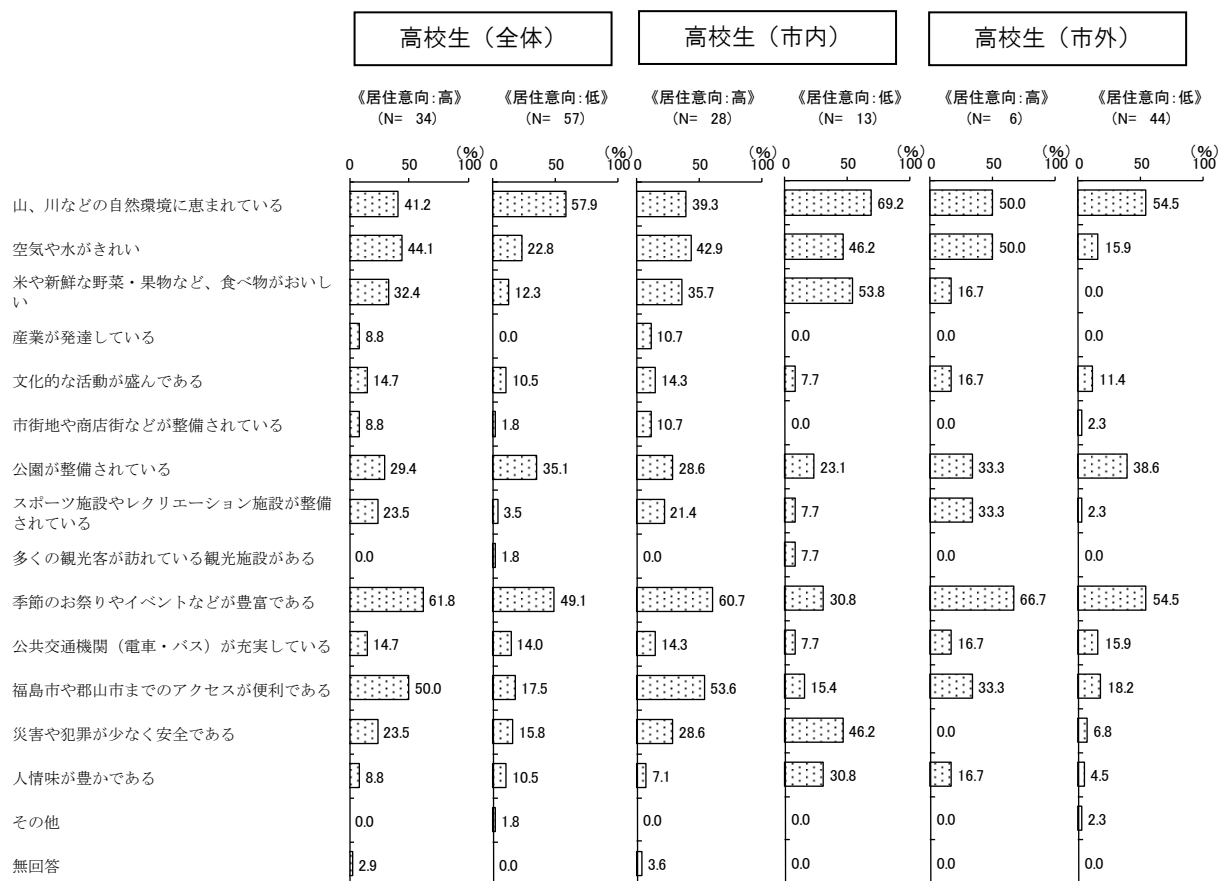 高校生（全体） 高校生（市内） 高校生（市外）
《居住意向：高》 《居住意向：低》 《居住意向：高》 《居住意向：低》 《居住意向：高》 《居住意向：低》
（N= 34） （N= 57） （N= 28） （N= 13） （N= 6） （N= 44）
(%) (%) (%) (%) (%) (%)
0 50 100 0 50 100 0 50 100 0 50 100 0 50 100 0 50 100
山、川などの自然環境に恵まれている 41.2 57.9 39.3 69.2 50.0 54.5
空気や水がきれい 44.1 22.8 42.9 46.2 50.0 15.9
米や新鮮な野菜・果物など、食べ物がおいし
い 32.4 12.3 35.7 53.8 16.7 0.0
産業が発達している 8.8 0.0 10.7 0.0 0.0 0.0
文化的な活動が盛んである 14.7 10.5 14.3 7.7 16.7 11.4
市街地や商店街などが整備されている 8.8 1.8 10.7 0.0 0.0 2.3
公園が整備されている 29.4 35.1 28.6 23.1 33.3 38.6
スポーツ施設やレクリエーション施設が整備
されている 23.5 3.5 21.4 7.7 33.3 2.3
多くの観光客が訪れている観光施設がある 0.0 1.8 0.0 7.7 0.0 0.0
季節のお祭りやイベントなどが豊富である 61.8 49.1 60.7 30.8 66.7 54.5
公共交通機関（電車・バス）が充実している 14.7 14.0 14.3 7.7 16.7 15.9
福島市や郡山市までのアクセスが便利である 50.0 17.5 53.6 15.4 33.3 18.2
災害や犯罪が少なく安全である 23.5 15.8 28.6 46.2 0.0 6.8
人情味が豊かである 8.8 10.5 7.1 30.8 16.7 4.5
その他 0.0 1.8 0.0 0.0 0.0 2.3
無回答 2.9 0.0 3.6 0.0 0.0 0.0